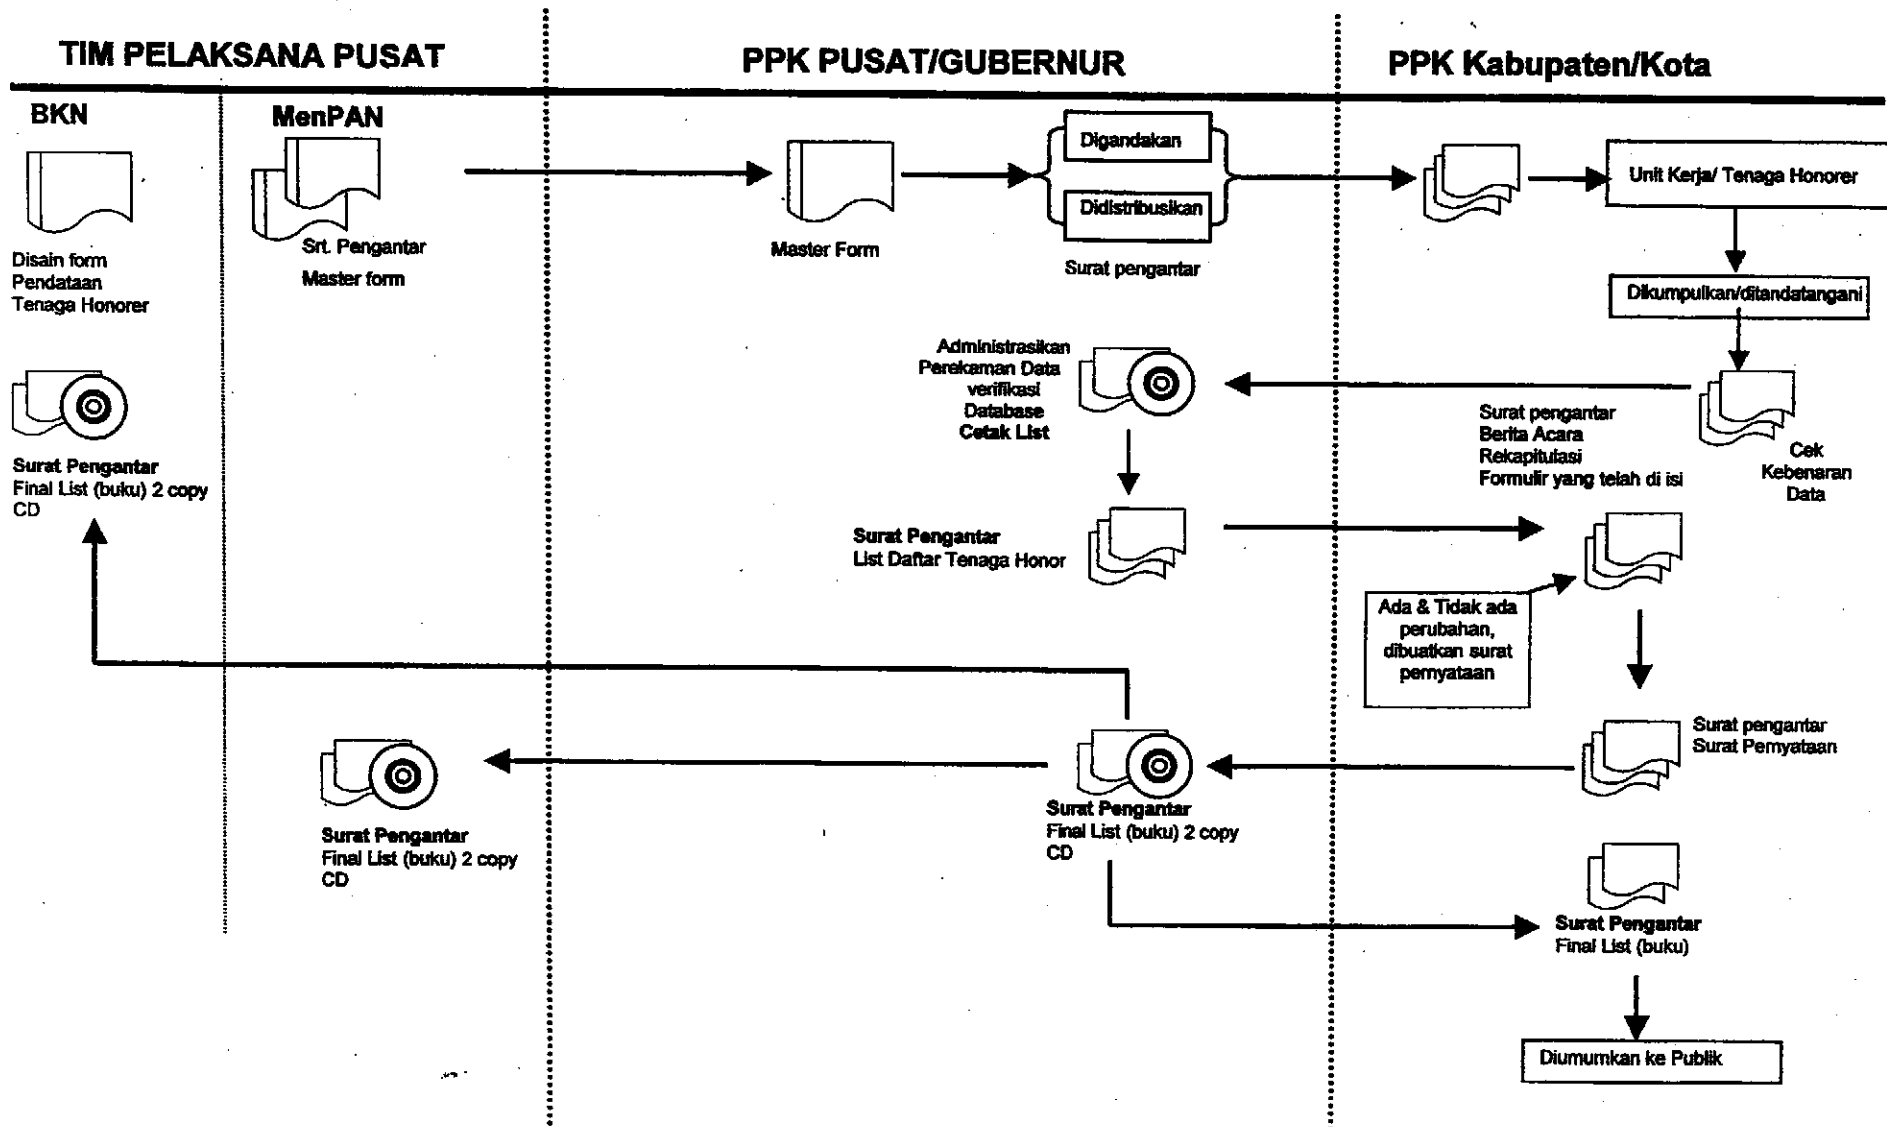 TIM PELAKSANA PUSAT
PPK PUSAT/GUBERNUR
PPK Kabupaten/Kota
BKN
MenPAN
Disain form
Pendataan
Tenaga Honorer
Srt. Pengantar
Master form
Master Form
Digandakan
Didistribusikan
Surat pengantar
Unit Kerja/ Tenaga Honorer
Dikumpulkan/ditandatangani
Cek
Kebenaran
Data
Surat pengantar
Berita Acara
Rekapitulasi
Formulir yang telah di isi
Administrasikan
Perekaman Data
verifikasi
Database
Cetak List
Surat Pengantar
List Daftar Tenaga Honor
Ada & Tidak ada
perubahan,
dibuatkan surat
pernyataan
Surat pengantar
Surat Pernyataan
Surat Pengantar
Final List (buku) 2 copy
CD
Surat Pengantar
Final List (buku) 2 copy
CD
Surat Pengantar
Final List (buku) 2 copy
CD
Surat Pengantar
Final List (buku)
Diumumkan ke Publik